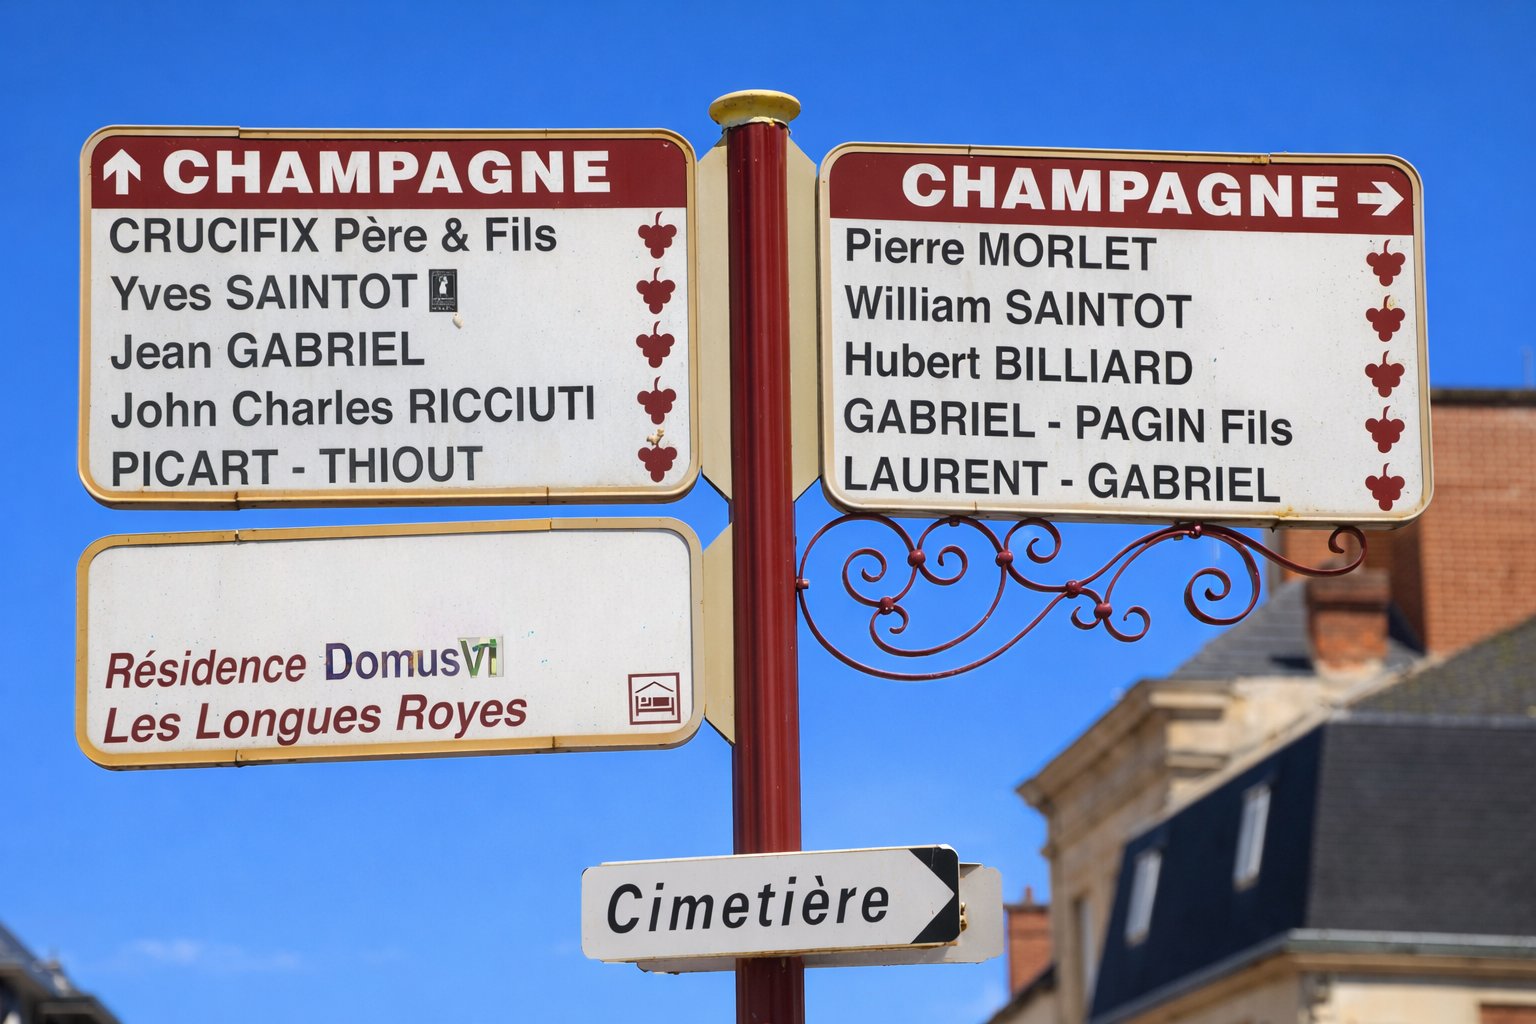 CHAMPAGNE
CRUCIFIX Père & Fils
Yves SAINTOT
Jean GABRIEL
John Charles RICCIUTI
PICART - THIOUT
CHAMPAGNE
Pierre MORLET
William SAINTOT
Hubert BILLIARD
GABRIEL - PAGIN Fils
LAURENT - GABRIEL
Résidence DomusVi
Les Longues Royes
Cimetière